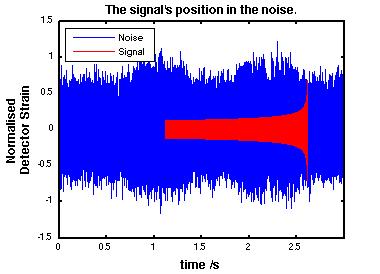 The signal's position in the noise.
Noise
Signal
Normalised
Detector Strain
1.5
1
0.5
0
-0.5
-1
-1.5
0 0.5 1 1.5 2 2.5
time /s